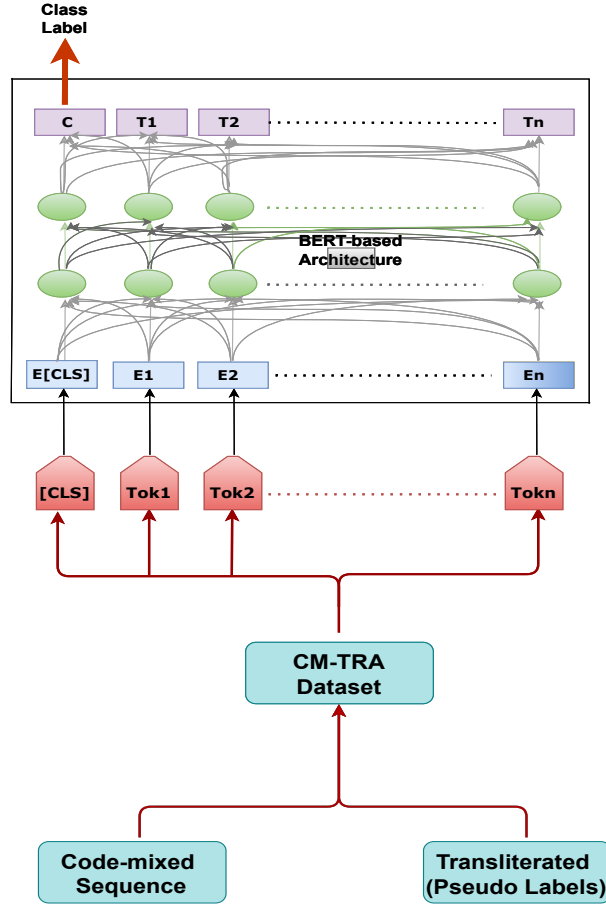 Class
Label
C T1 T2 Tn
BERT-based
Architecture
E[CLS] E1 E2 En
[CLS] Tok1 Tok2 Tokn
CM-TRA
Dataset
Code-mixed
Sequence
Transliterated
(Pseudo Labels)